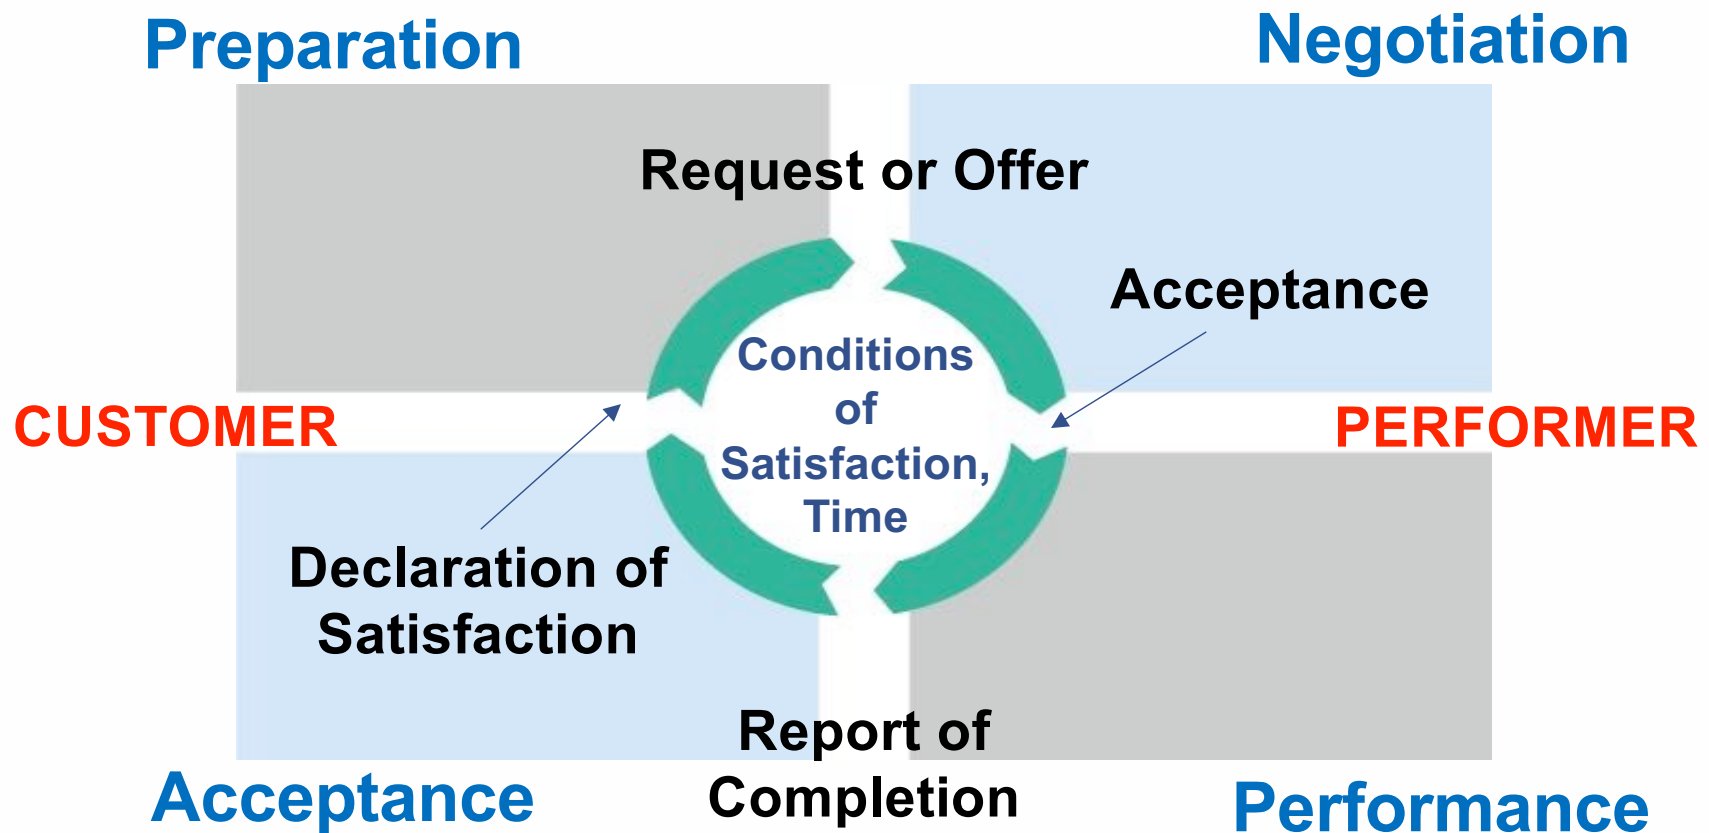 Preparation
Negotiation
Request or Offer
Acceptance
Conditions
of
Satisfaction,
Time
CUSTOMER
PERFORMER
Declaration of
Satisfaction
Report of
Completion
Acceptance
Performance